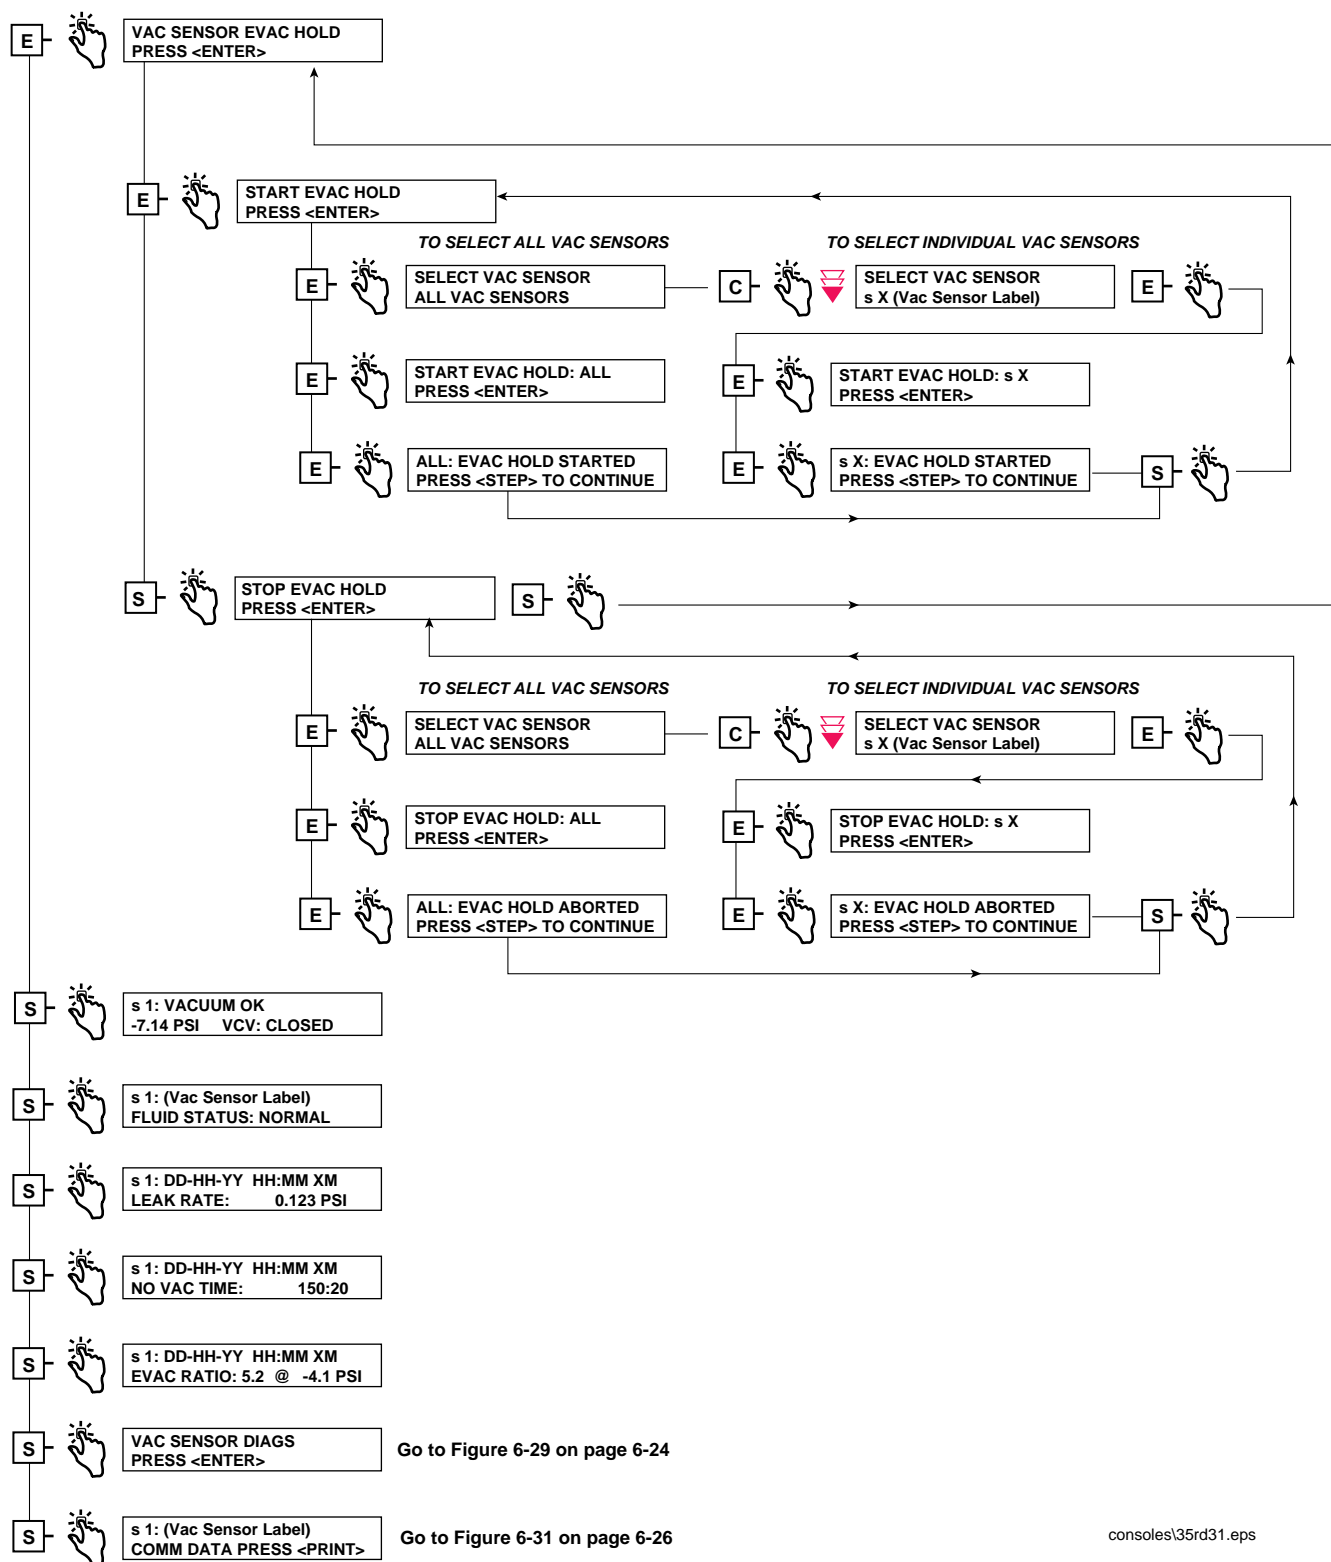 E
VAC SENSOR EVAC HOLD
PRESS <ENTER>
E
START EVAC HOLD
PRESS <ENTER>
TO SELECT ALL VAC SENSORS
TO SELECT INDIVIDUAL VAC SENSORS
E
SELECT VAC SENSOR
ALL VAC SENSORS
C
SELECT VAC SENSOR
s X (Vac Sensor Label)
E
E
START EVAC HOLD: ALL
PRESS <ENTER>
E
START EVAC HOLD: s X
PRESS <ENTER>
E
ALL: EVAC HOLD STARTED
PRESS <STEP> TO CONTINUE
E
s X: EVAC HOLD STARTED
PRESS <STEP> TO CONTINUE
S
S
STOP EVAC HOLD
PRESS <ENTER>
S
TO SELECT ALL VAC SENSORS
TO SELECT INDIVIDUAL VAC SENSORS
E
SELECT VAC SENSOR
ALL VAC SENSORS
C
SELECT VAC SENSOR
s X (Vac Sensor Label)
E
E
STOP EVAC HOLD: ALL
PRESS <ENTER>
E
STOP EVAC HOLD: s X
PRESS <ENTER>
E
ALL: EVAC HOLD ABORTED
PRESS <STEP> TO CONTINUE
E
s X: EVAC HOLD ABORTED
PRESS <STEP> TO CONTINUE
S
S
s 1: VACUUM OK
-7.14 PSI VCV: CLOSED
S
s 1: (Vac Sensor Label)
FLUID STATUS: NORMAL
S
s 1: DD-HH-YY HH:MM XM
LEAK RATE: 0.123 PSI
S
s 1: DD-HH-YY HH:MM XM
NO VAC TIME: 150:20
S
s 1: DD-HH-YY HH:MM XM
EVAC RATIO: 5.2 @ -4.1 PSI
S
VAC SENSOR DIAGS
PRESS <ENTER>
Go to Figure 6-29 on page 6-24
S
s 1: (Vac Sensor Label)
COMM DATA PRESS <PRINT>
Go to Figure 6-31 on page 6-26
consoles\35rd31.eps